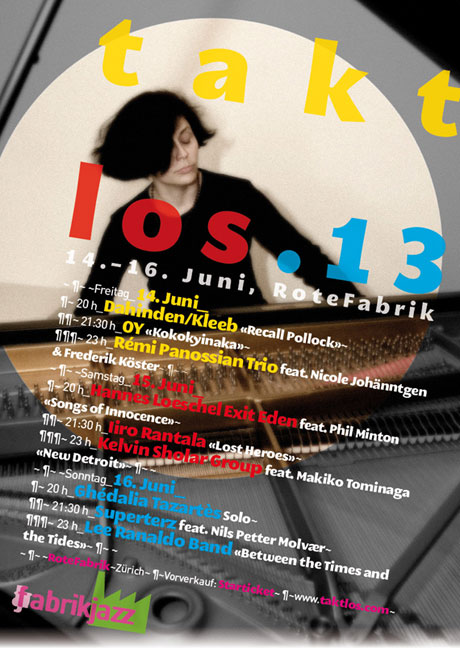 takt
los.13
14.–16. Juni, RoteFabrik
~ ¶~ ~Freitag_14. Juni_
¶~ 20 h_Dahinden/Kleeb «Recall Pollock»~
¶¶~ 21:30 h_OY «Kokokyinaka»~
¶¶¶~ 23 h_Rémi Panossian Trio feat. Nicole Johänntgen
& Frederik Köster~ ¶~ ~
~ ¶~ ~Samstag_15. Juni_
¶~ 20 h_Hannes Loeschel Exit Eden feat. Phil Minton
«Songs of Innocence»~
¶¶~ 21:30 h_Iiro Rantala «Lost Heroes»~
¶¶¶~ 23 h_Kelvin Sholar Group feat. Makiko Tominaga
«New Detroit»~ ¶~ ~
~ ¶~ ~Sonntag_16. Juni_
¶~ 20 h_Ghédalia Tazartès Solo~
¶¶~ 21:30 h_Superterz feat. Nils Petter Molvær~
¶¶¶~ 23 h_Lee Ranaldo Band «Between the Times and
the Tides»~ ¶~ ~
~ ¶~ ~RoteFabrik~Zürich~ ¶~Vorverkauf: Starticket~ ¶~www.taktlos.com~
fabrikjazz